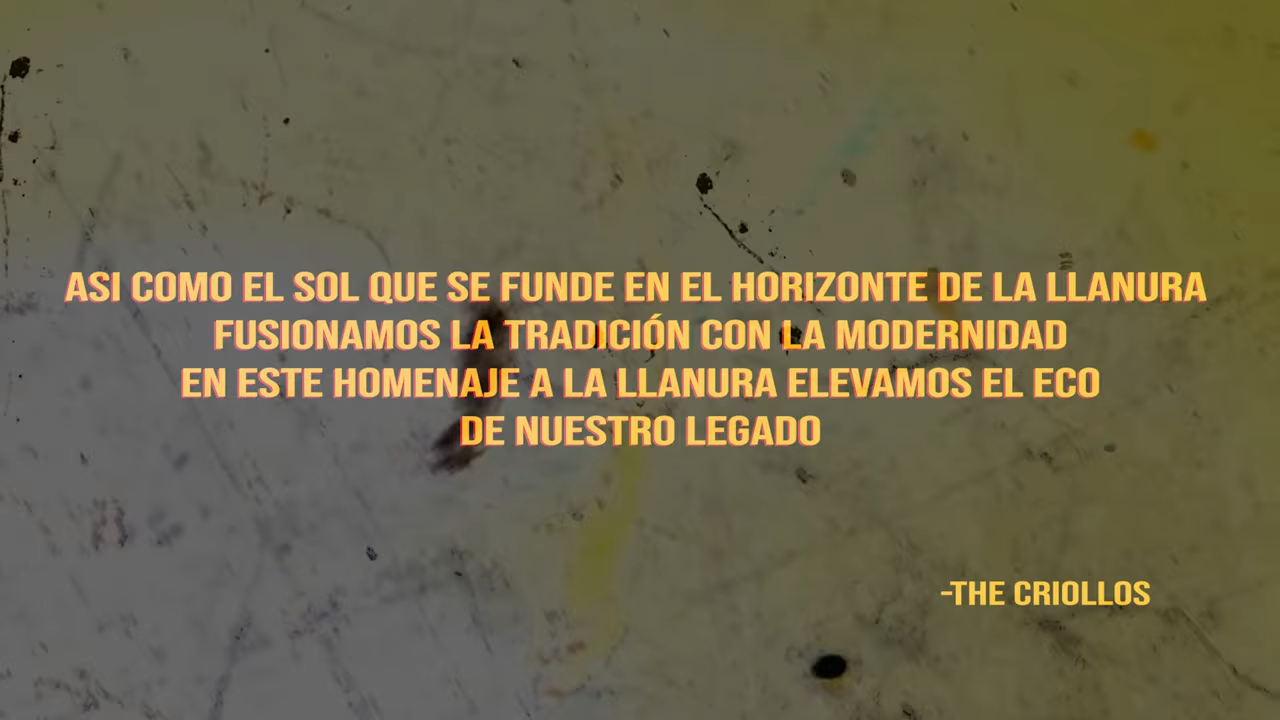 ASI COMO EL SOL QUE SE FUNDE EN EL HORIZONTE DE LA LLANURA
FUSIONAMOS LA TRADICIÓN CON LA MODERNIDAD
EN ESTE HOMENAJE A LA LLANURA ELEVAMOS EL ECO
DE NUESTRO LEGADO
-THE CRIOLLOS